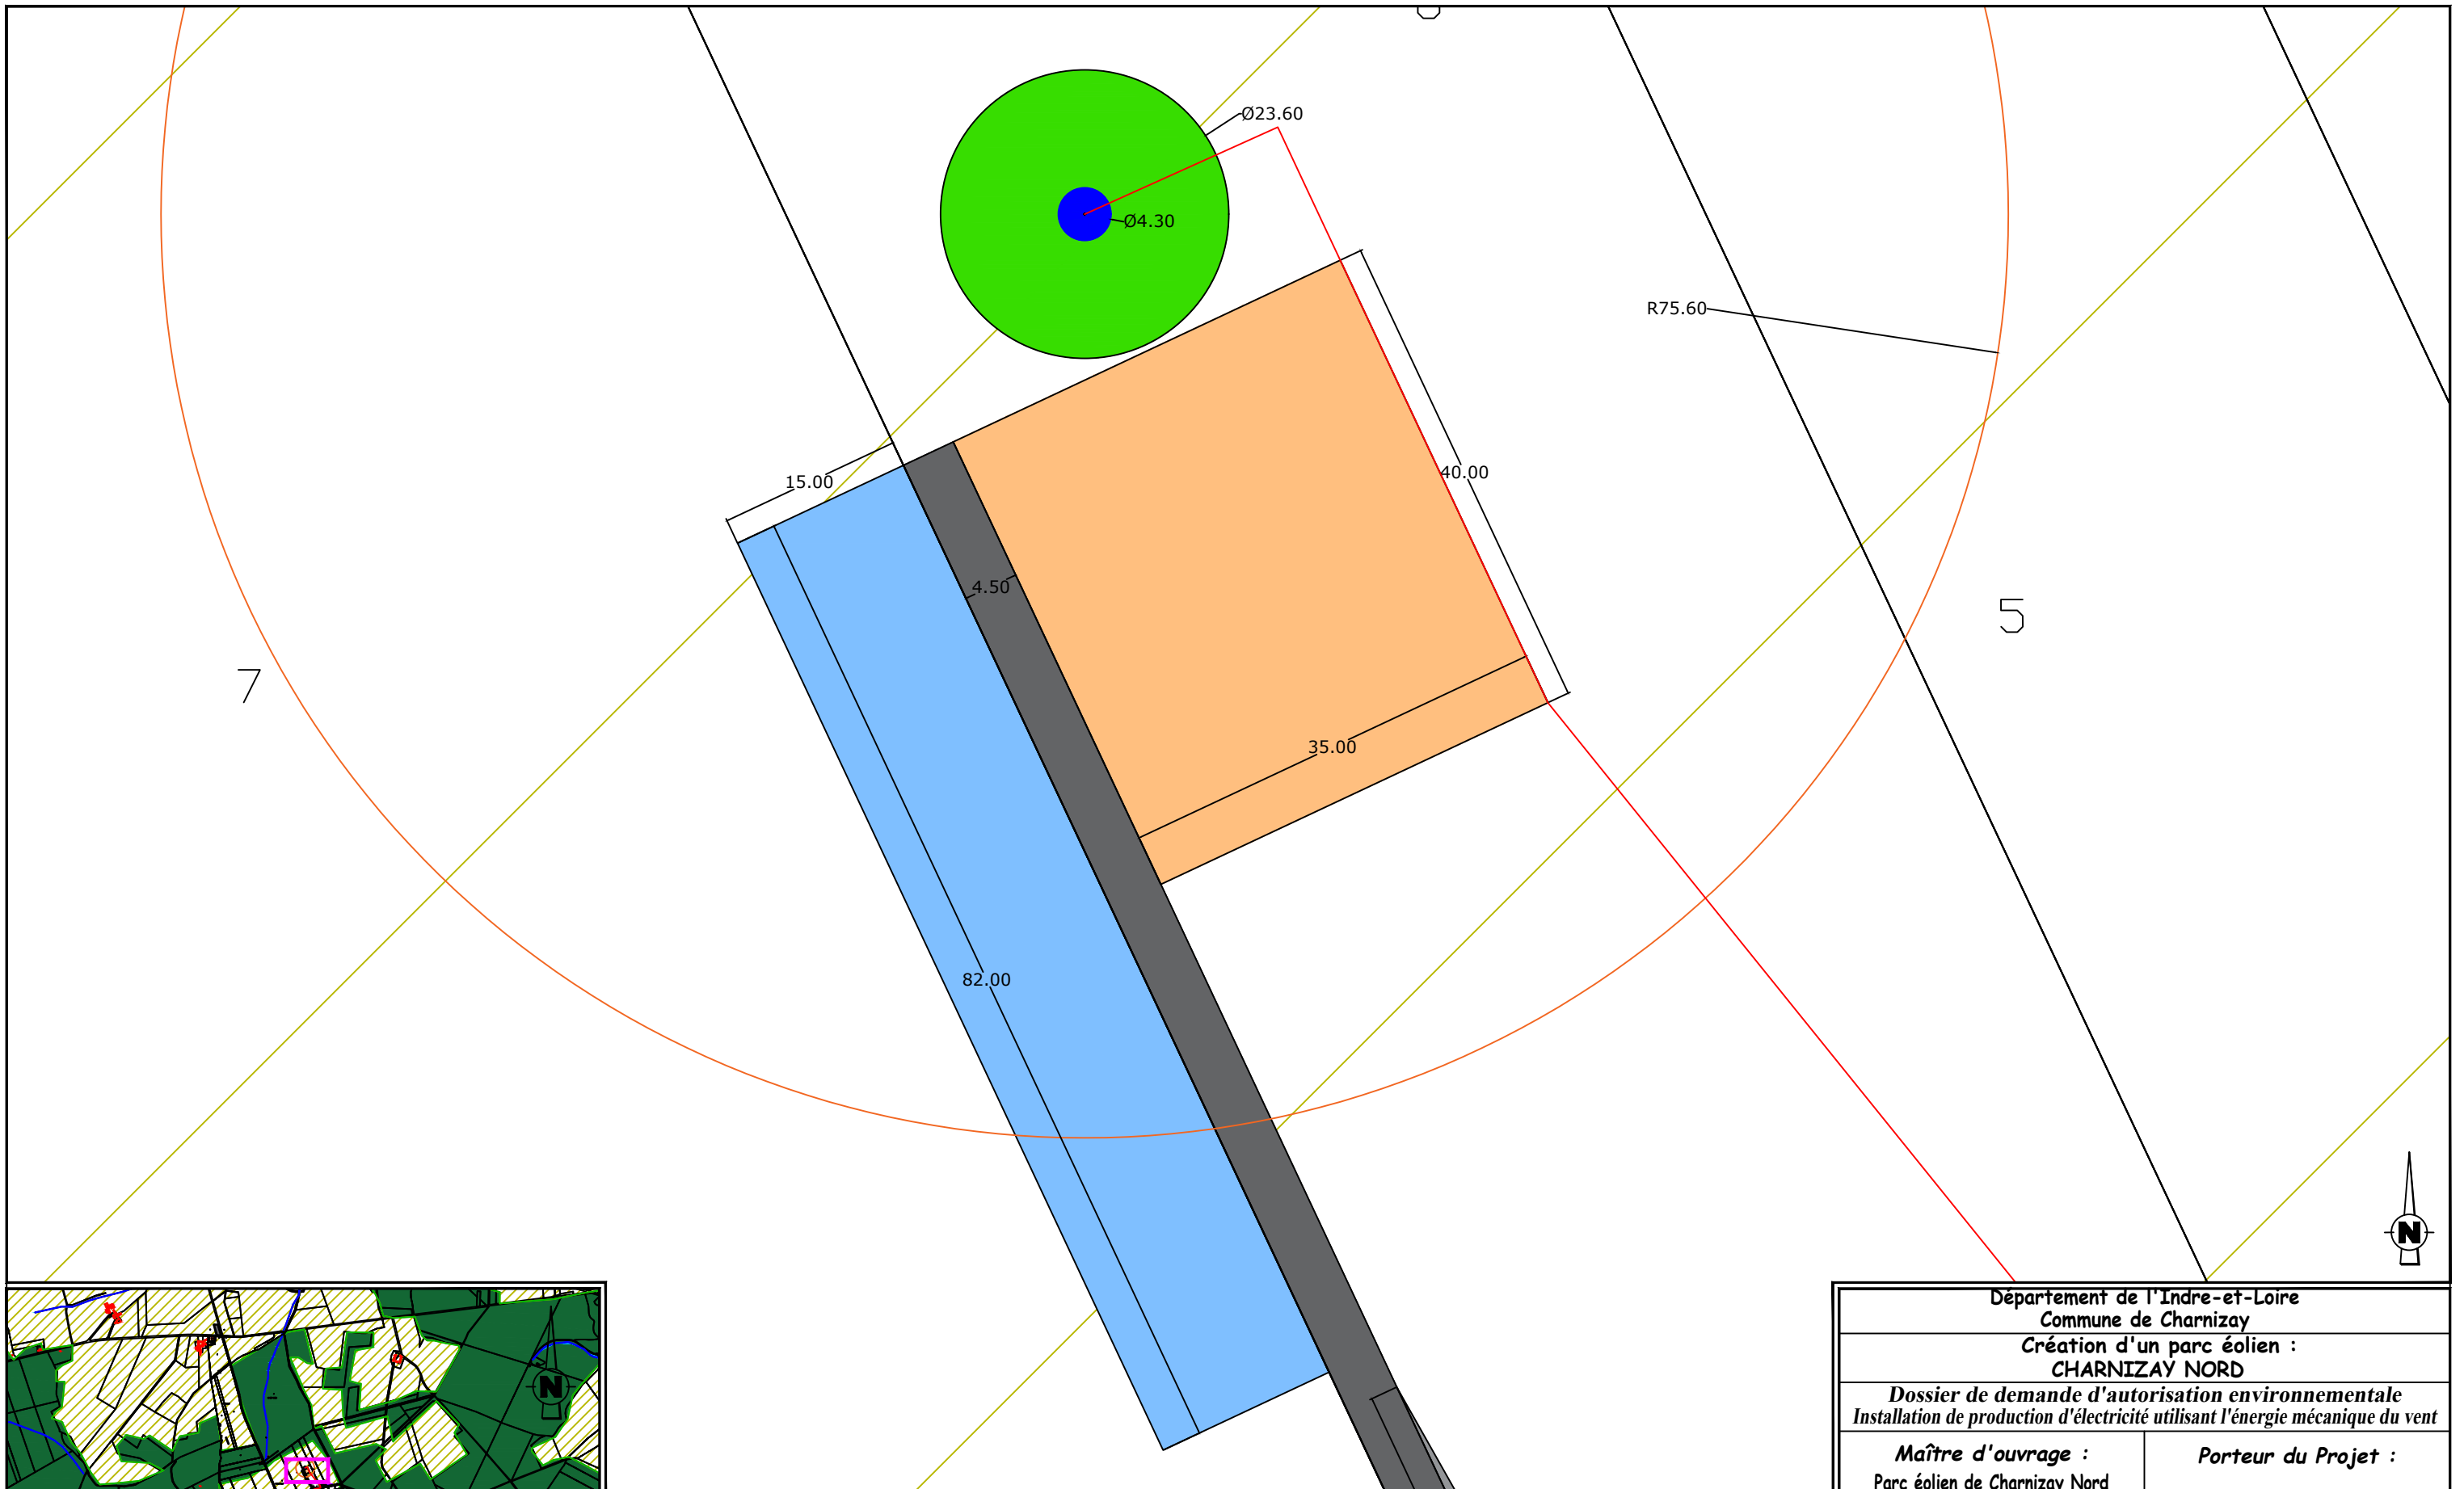 Ø23.60
Ø4.30
R75.60
15.00
40.00
4.50
5
7
35.00
82.00
N
N
Département de l'Indre-et-Loire
Commune de Charnizay
Création d'un parc éolien :
CHARNIZAY NORD
Dossier de demande d'autorisation environnementale
Installation de production d'électricité utilisant l'énergie mécanique du vent
Maître d'ouvrage :
Porteur du Projet :
Parc éolien de Charnizay Nord